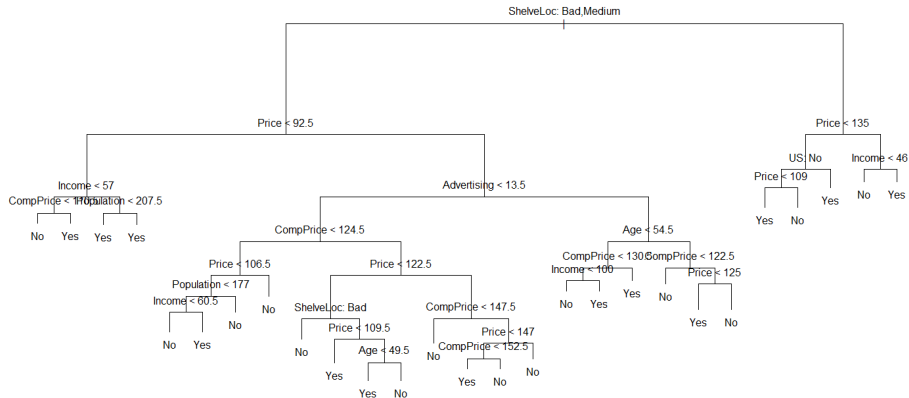 ShelveLoc: Bad,Medium
Price < 92.5
Price < 135
US: No
Income < 46
Income < 57
Advertising < 13.5
Price < 109
No
Yes
CompPrice < 110.5
Population < 207.5
Yes
Yes
No
No
Yes
Yes
Yes
CompPrice < 124.5
Age < 54.5
Price < 106.5
Price < 122.5
CompPrice < 130.5
CompPrice < 122.5
Income < 100
Price < 125
Population < 177
No
Yes
Yes
No
Income < 60.5
No
ShelveLoc: Bad
CompPrice < 147.5
Yes
No
No
Yes
No
Price < 109.5
Price < 147
No
No
CompPrice < 152.5
Age < 49.5
Yes
Yes
No
No
Yes
No